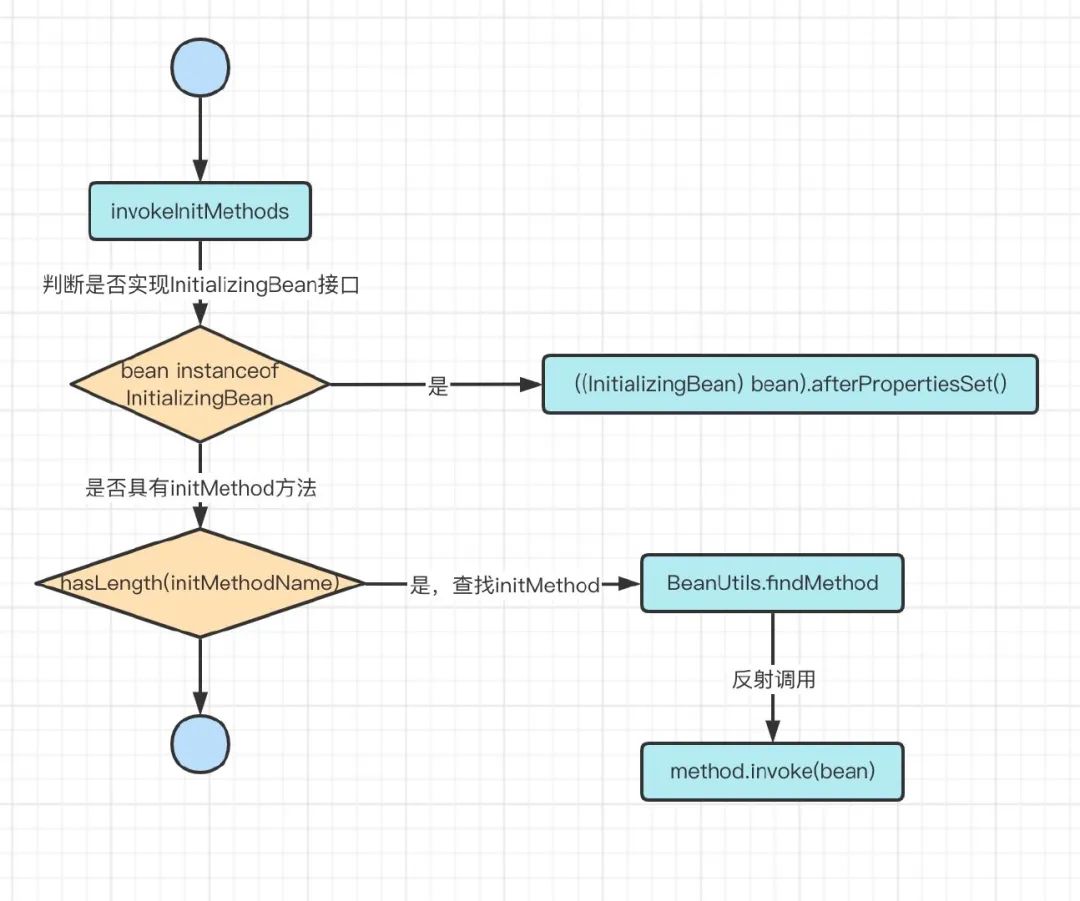 invokeInitMethods
判断是否实现InitializingBean接口
bean instanceof
InitializingBean
是
((InitializingBean) bean).afterPropertiesSet()
是否具有initMethod方法
hasLength(initMethodName)
是，查找initMethod
BeanUtils.findMethod
反射调用
method.invoke(bean)